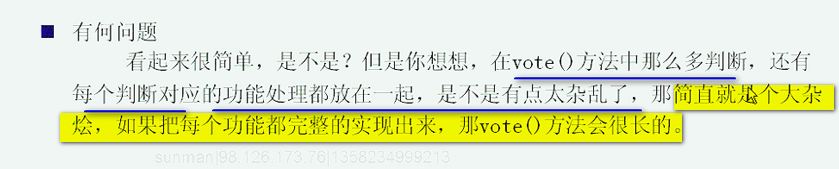 有何问题
看起来很简单，是不是？但是你想想，在vote()方法中那么多判断，还有
每个判断对应的功能处理都放在一起，是不是有点太杂乱了，那简直就是个大杂
烩，如果把每个功能都完整的实现出来，那vote()方法会很长的。
sunman|98.126.173.76|1358234999213